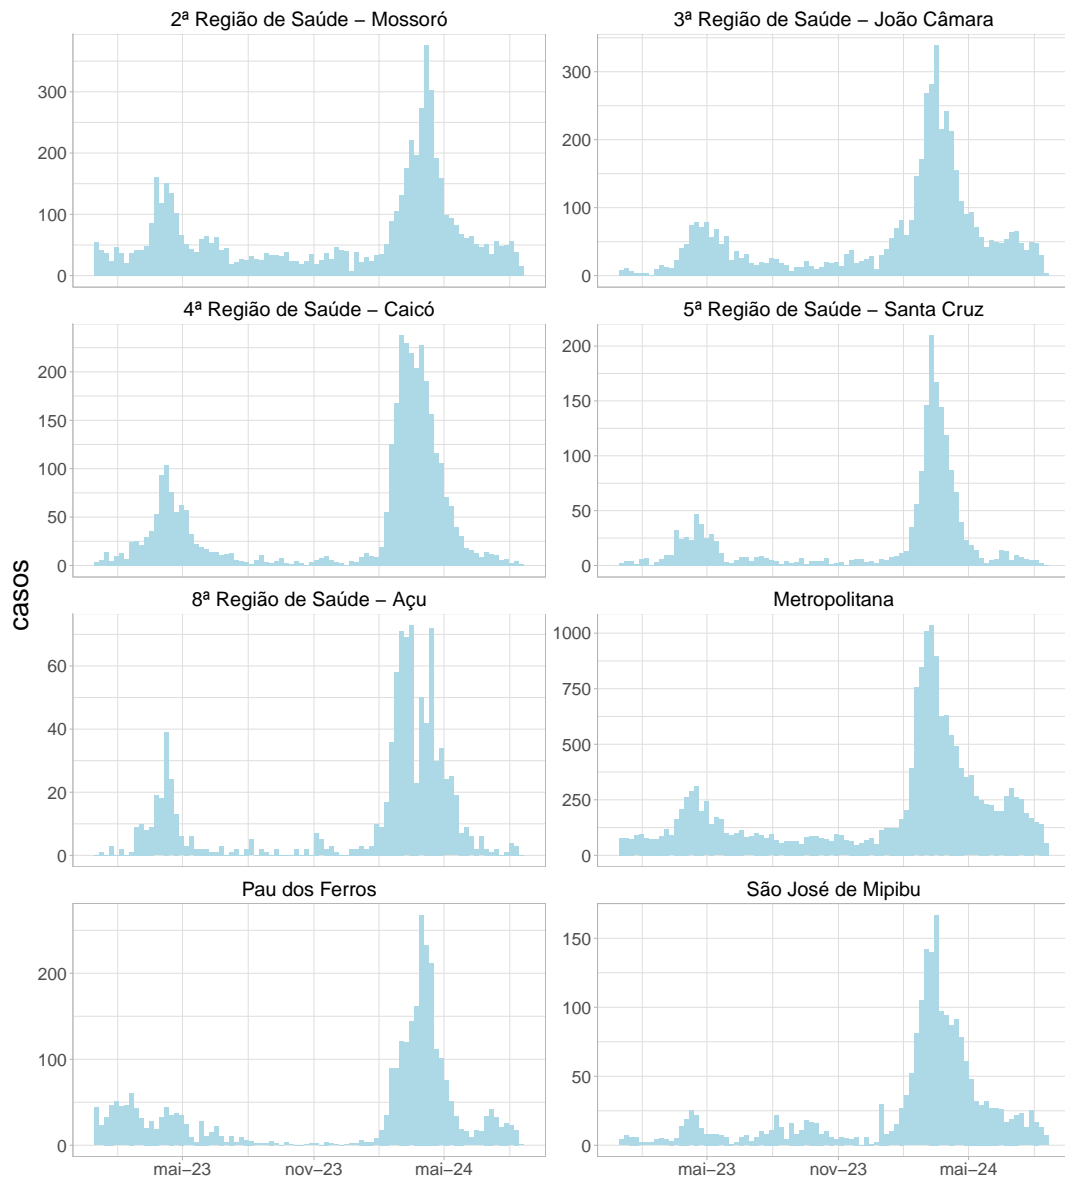 2ª Região de Saúde – Mossoró
3ª Região de Saúde – João Câmara
300
200
100
0
300
200
100
0
4ª Região de Saúde – Caicó
5ª Região de Saúde – Santa Cruz
200
150
100
50
0
200
150
100
50
0
casos
8ª Região de Saúde – Açu
Metropolitana
60
40
20
0
1000
750
500
250
0
Pau dos Ferros
São José de Mipibu
200
100
0
150
100
50
0
mai–23
nov–23
mai–24
mai–23
nov–23
mai–24